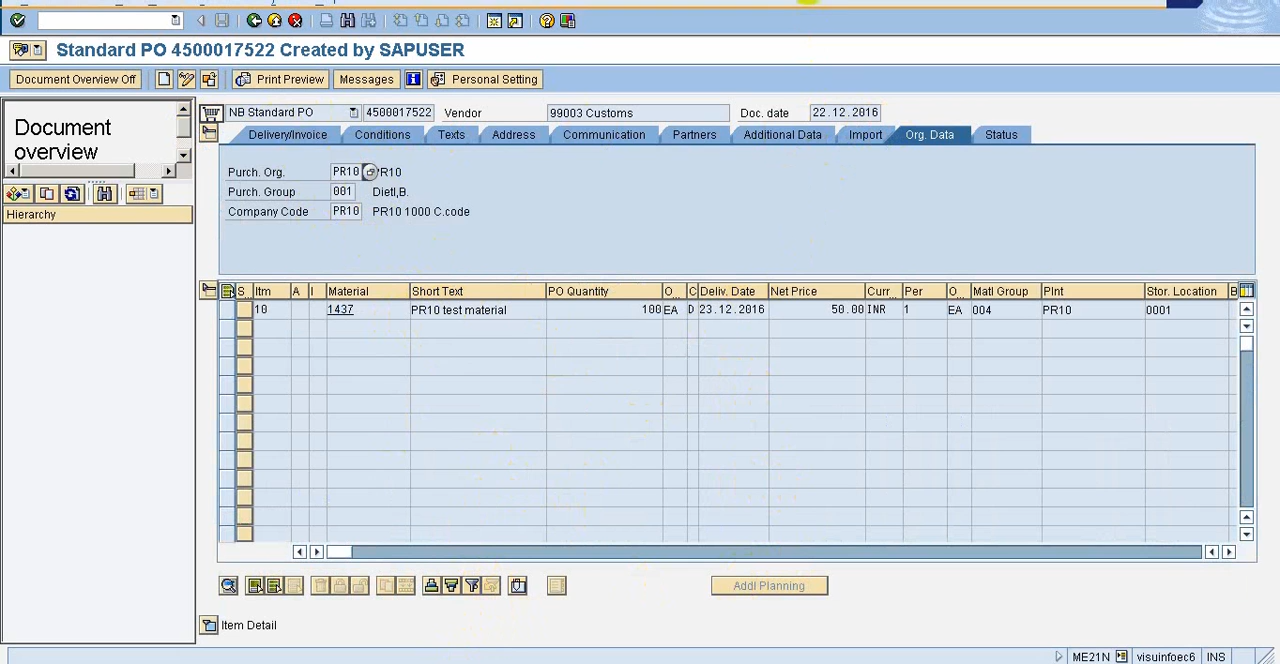 Standard PO 4500017522 Created by SAPUSER
Document Overview Off Print Preview Messages Personal Setting
Document overview
NB Standard PO 4500017522 Vendor 99003 Customs Doc. date 22.12.2016
Delivery/Invoice Conditions Texts Address Communication Partners Additional Data Import Org. Data Status
Purch. Org. PR10 PR10
Purch. Group 001 Dietl,B.
Company Code PR10 PR10 1000 C.code
Hierarchy
S.. Itm A I Material Short Text PO Quantity O... C Deliv. Date Net Price Curr... Per O... Matl Group Plnt Stor. Location B
10 1437 PR10 test material 100 EA D 23.12.2016 50.00 INR 1 EA 004 PR10 0001
Addl Planning
Item Detail
ME21N visuinfoec6 INS